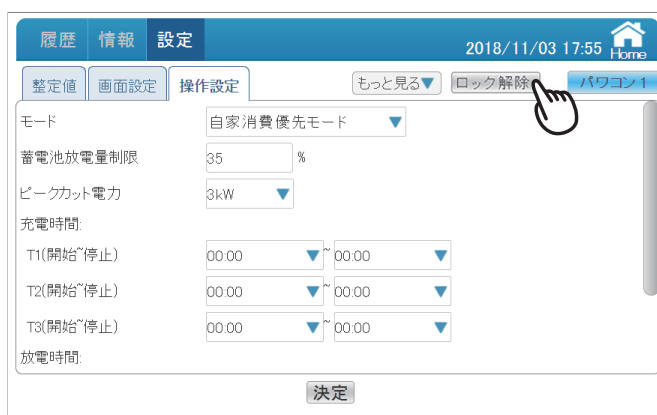 履歴 情報 設定 2018/11/03 17:55 Home
整定値 画面設定 操作設定 もっと見る▼ ロック解除 パワコン1
モード 自家消費優先モード ▼
蓄電池放電量制限 35 %
ピークカット電力 3kW ▼
充電時間:
T1(開始~停止) 00:00 ▼ ~ 00:00 ▼
T2(開始~停止) 00:00 ▼ ~ 00:00 ▼
T3(開始~停止) 00:00 ▼ ~ 00:00 ▼
放電時間:
決定